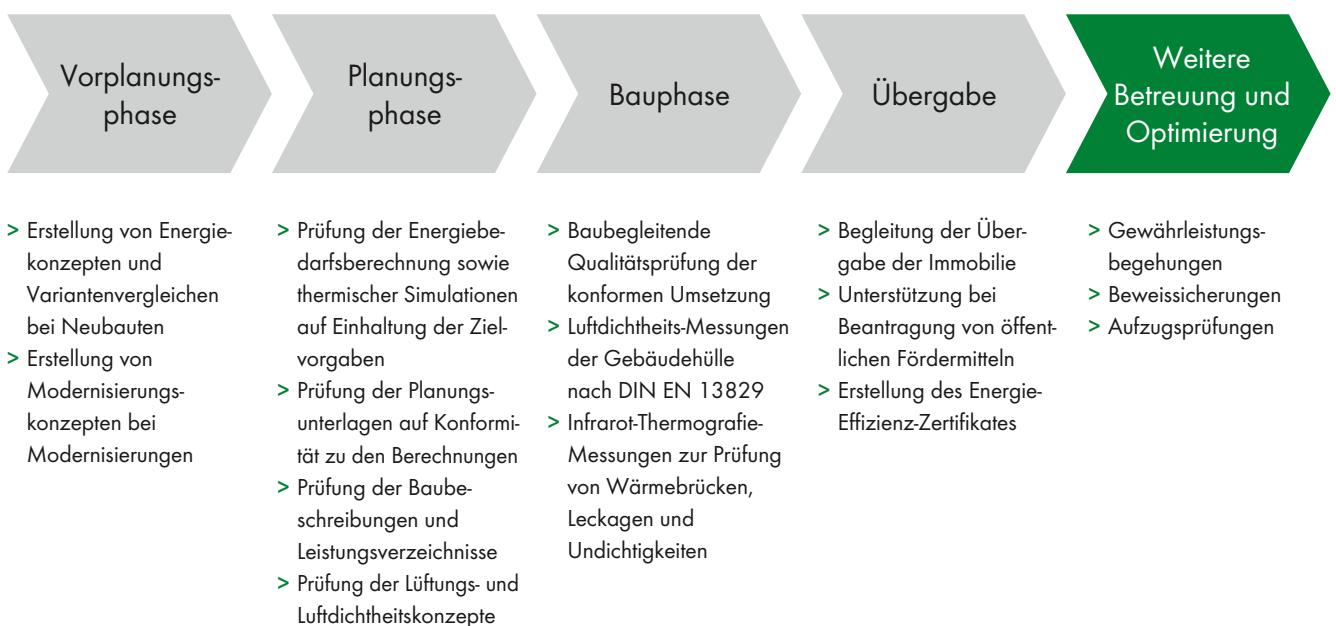 Vorplanungs-
phase
Planungs-
phase
Bauphase
Übergabe
Weitere
Betreuung und
Optimierung
> Erstellung von Energie-
konzepten und
Variantenvergleichen
bei Neubauten
> Erstellung von
Modernisierungs-
konzepten bei
Modernisierungen
> Prüfung der Energiebe-
darfsberechnung sowie
thermischer Simulationen
auf Einhaltung der Ziel-
vorgaben
> Prüfung der Planungs-
unterlagen auf Konformi-
tät zu den Berechnungen
> Prüfung der Baube-
schreibungen und
Leistungsverzeichnisse
> Prüfung der Lüftungs- und
Luftdichtheitskonzepte
> Baubegleitende
Qualitätsprüfung der
konformen Umsetzung
> Luftdichtheits-Messungen
der Gebäudehülle
nach DIN EN 13829
> Infrarot-Thermografie-
Messungen zur Prüfung
von Wärmebrücken,
Leckagen und
Undichtigkeiten
> Begleitung der Über-
gabe der Immobilie
> Unterstützung bei
Beantragung von öffent-
lichen Fördermitteln
> Erstellung des Energie-
Effizienz-Zertifikates
> Gewährleistungs-
begehungen
> Beweissicherungen
> Aufzugsprüfungen